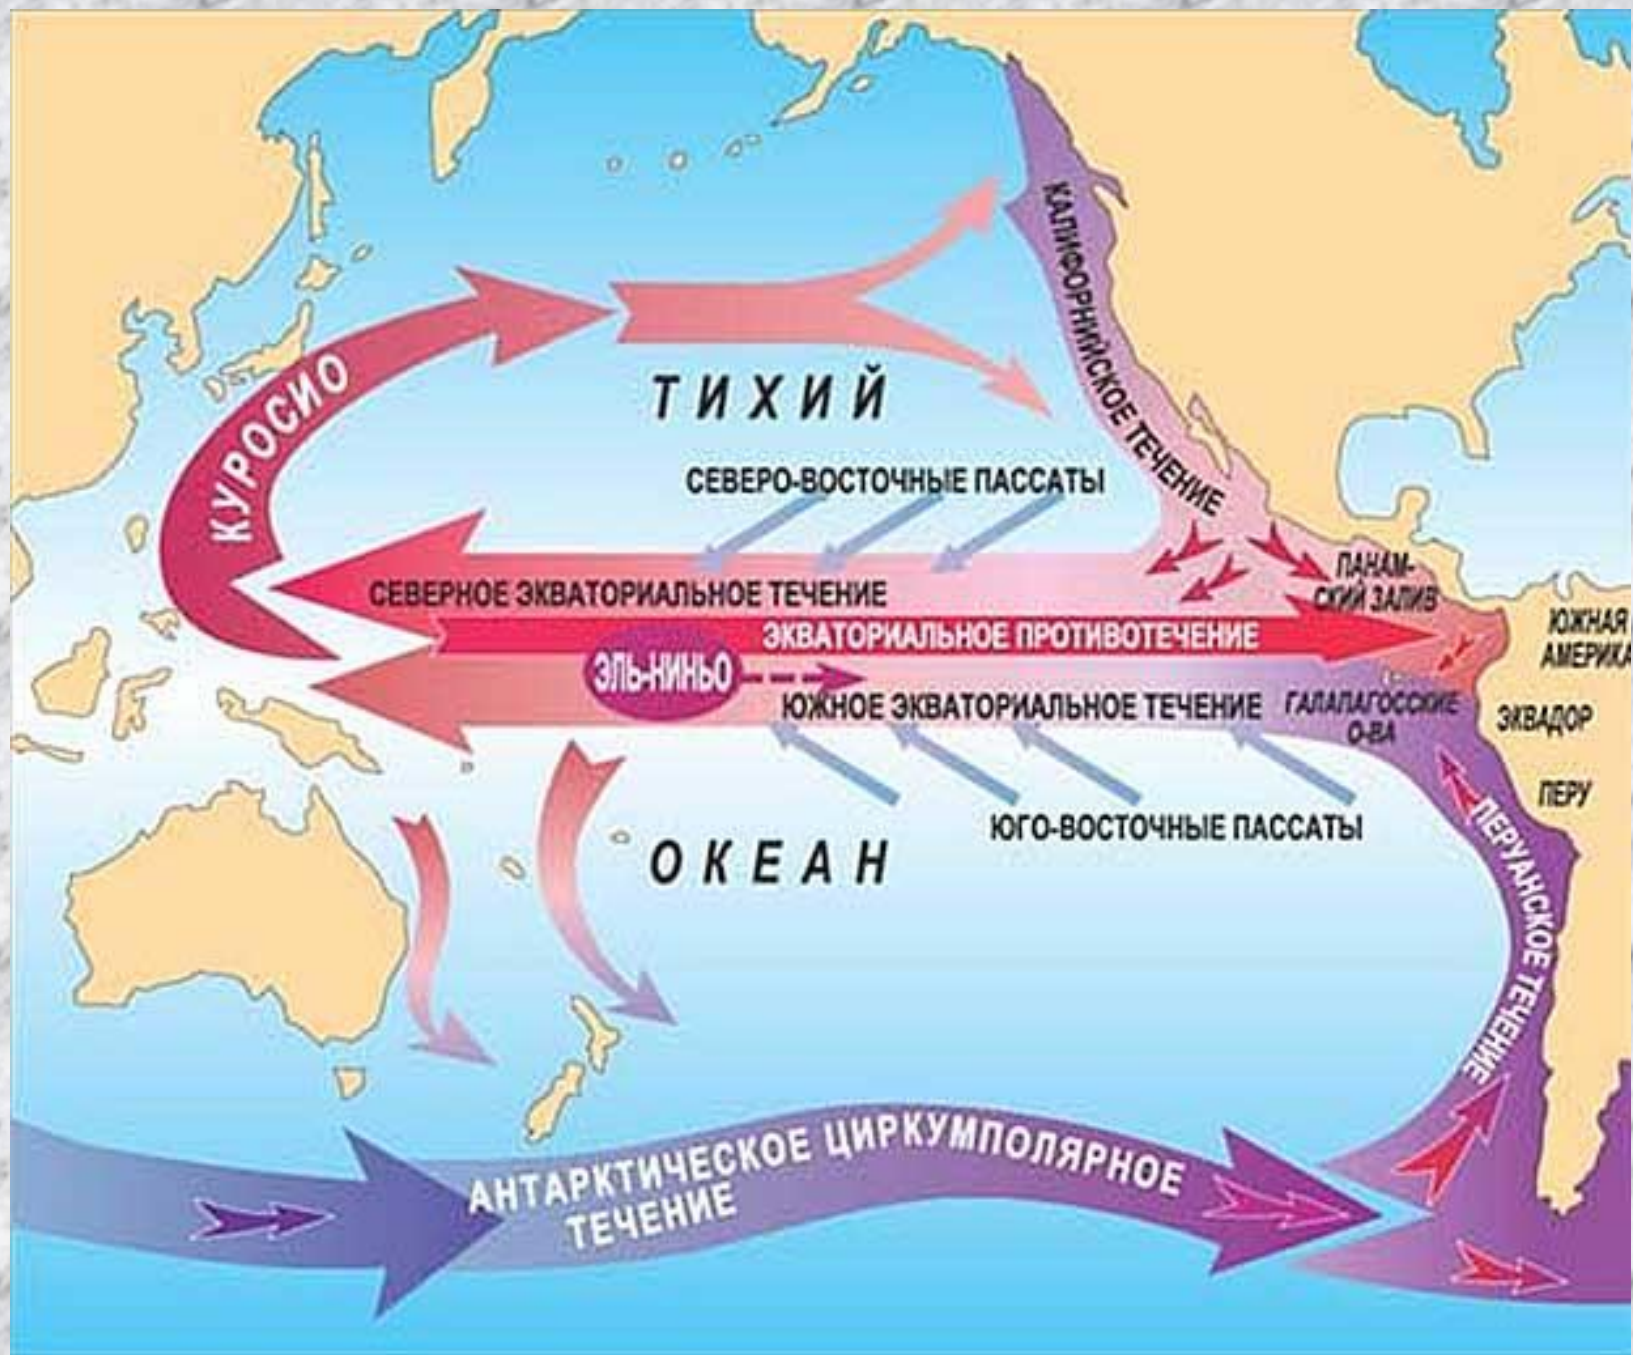 КАЛИФОРНИЙСКОЕ ТЕЧЕНИЕ
КУРОСИО
ТИХИЙ
СЕВЕРО-ВОСТОЧНЫЕ ПАССАТЫ
СЕВЕРНОЕ ЭКВАТОРИАЛЬНОЕ ТЕЧЕНИЕ
ПАНАМ-
СКИЙ ЗАЛИВ
ЭКВАТОРИАЛЬНОЕ ПРОТИВОТЕЧЕНИЕ
ЮЖНАЯ
АМЕРИКА
ЭЛЬ-НИНЬО
ЮЖНОЕ ЭКВАТОРИАЛЬНОЕ ТЕЧЕНИЕ
ГАЛАПАГОССКИЕ
О-ВА
ЭКВАДОР
ПЕРУ
ЮГО-ВОСТОЧНЫЕ ПАССАТЫ
ОКЕАН
ПЕРУАНСКОЕ ТЕЧЕНИЕ
АНТАРКТИЧЕСКОЕ ЦИРКУМПОЛЯРНОЕ
ТЕЧЕНИЕ